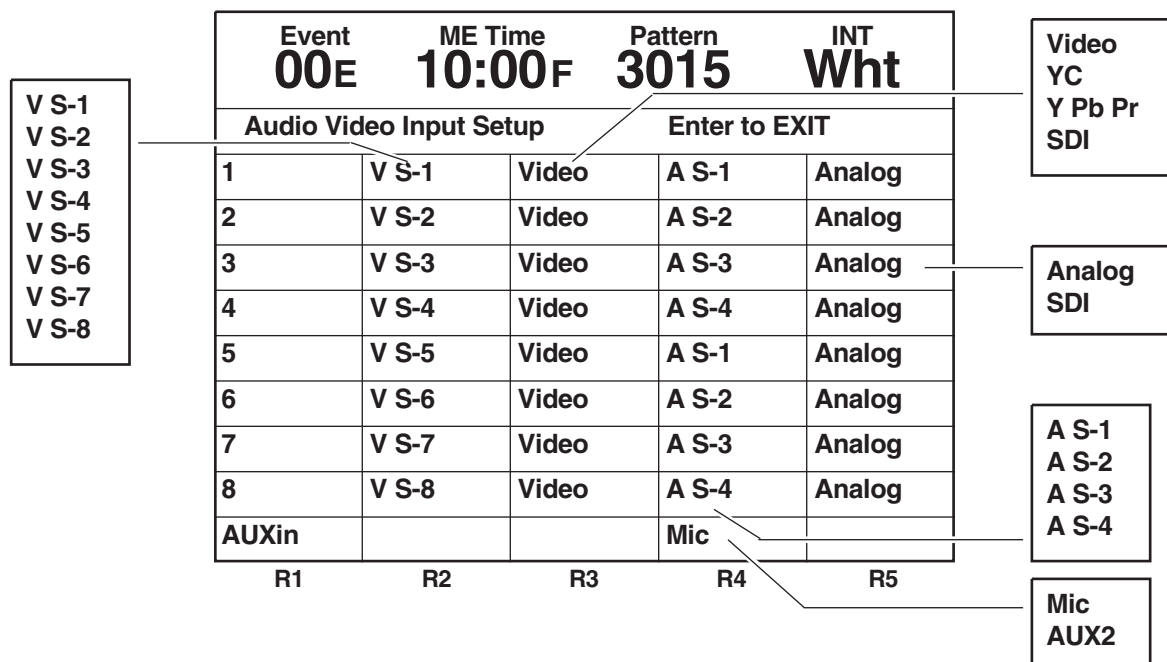 Event ME Time Pattern INT
00E 10:00F 3015 Wht
Audio Video Input Setup Enter to EXIT
1 V S-1 Video A S-1 Analog
2 V S-2 Video A S-2 Analog
3 V S-3 Video A S-3 Analog
4 V S-4 Video A S-4 Analog
5 V S-5 Video A S-1 Analog
6 V S-6 Video A S-2 Analog
7 V S-7 Video A S-3 Analog
8 V S-8 Video A S-4 Analog
AUXin Mic
R1 R2 R3 R4 R5
V S-1
V S-2
V S-3
V S-4
V S-5
V S-6
V S-7
V S-8
Video
YC
Y Pb Pr
SDI
Analog
SDI
A S-1
A S-2
A S-3
A S-4
Mic
AUX2